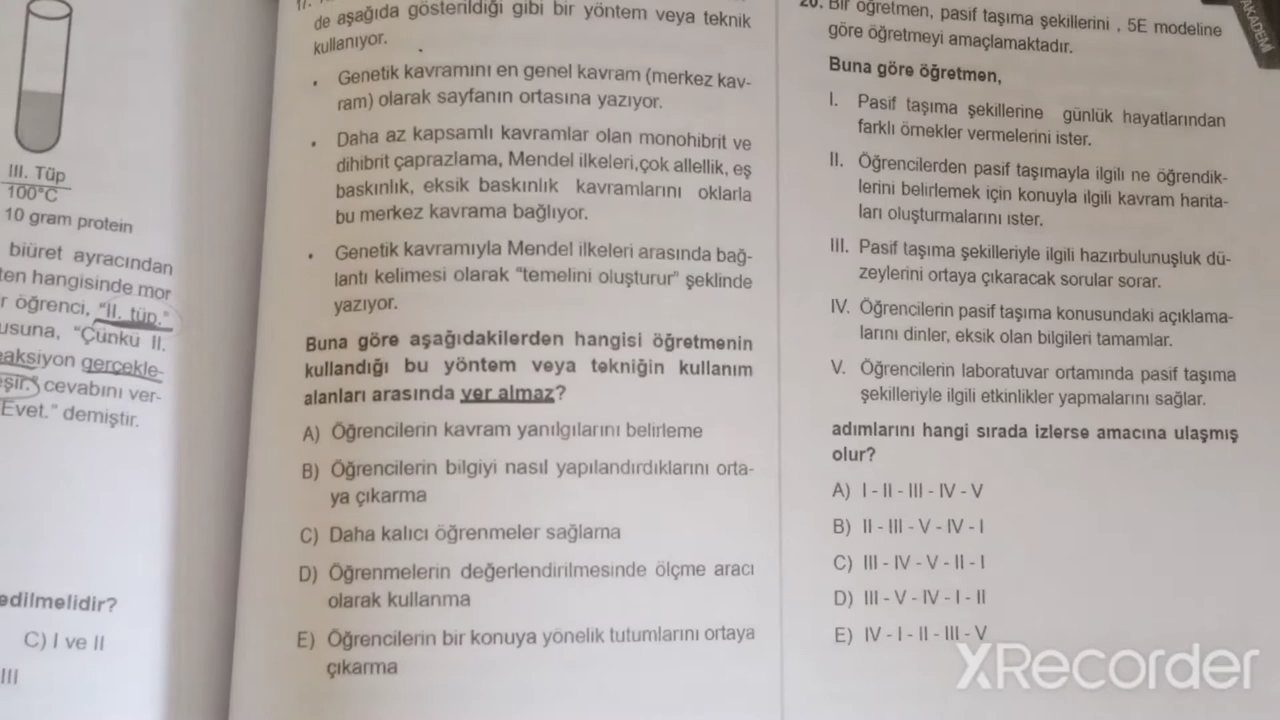 III. Tüp
100°C
10 gram protein
biüret ayracından
ten hangisinde mor
r öğrenci, “II. tüp.”
usuna, “Çünkü II.
eaksiyon gerçekle-
şir.” cevabını ver-
Evet.” demiştir.
edilmelidir?
C) I ve II
III
17.
de aşağıda gösterildiği gibi bir yöntem veya teknik
kullanıyor.
• Genetik kavramını en genel kavram (merkez kav-
ram) olarak sayfanın ortasına yazıyor.
• Daha az kapsamlı kavramlar olan monohibrit ve
dihibrit çaprazlama, Mendel ilkeleri,çok allellik, eş
baskınlık, eksik baskınlık kavramlarını oklarla
bu merkez kavrama bağlıyor.
• Genetik kavramıyla Mendel ilkeleri arasında bağ-
lantı kelimesi olarak “temelini oluşturur” şeklinde
yazıyor.
Buna göre aşağıdakilerden hangisi öğretmenin
kullandığı bu yöntem veya tekniğin kullanım
alanları arasında yer almaz?
A) Öğrencilerin kavram yanılgılarını belirleme
B) Öğrencilerin bilgiyi nasıl yapılandırdıklarını orta-
ya çıkarma
C) Daha kalıcı öğrenmeler sağlama
D) Öğrenmelerin değerlendirilmesinde ölçme aracı
olarak kullanma
E) Öğrencilerin bir konuya yönelik tutumlarını ortaya
çıkarma
20. Bir öğretmen, pasif taşıma şekillerini , 5E modeline
göre öğretmeyi amaçlamaktadır.
Buna göre öğretmen,
I. Pasif taşıma şekillerine günlük hayatlarından
farklı örnekler vermelerini ister.
II. Öğrencilerden pasif taşımayla ilgili ne öğrendik-
lerini belirlemek için konuyla ilgili kavram harita-
ları oluşturmalarını ister.
III. Pasif taşıma şekilleriyle ilgili hazırbulunuşluk dü-
zeylerini ortaya çıkaracak sorular sorar.
IV. Öğrencilerin pasif taşıma konusundaki açıklama-
larını dinler, eksik olan bilgileri tamamlar.
V. Öğrencilerin laboratuvar ortamında pasif taşıma
şekilleriyle ilgili etkinlikler yapmalarını sağlar.
adımlarını hangi sırada izlerse amacına ulaşmış
olur?
A) I - II - III - IV - V
B) II - III - V - IV - I
C) III - IV - V - II - I
D) III - V - IV - I - II
E) IV - I - II - III - V
AKADEMİ
XRecorder